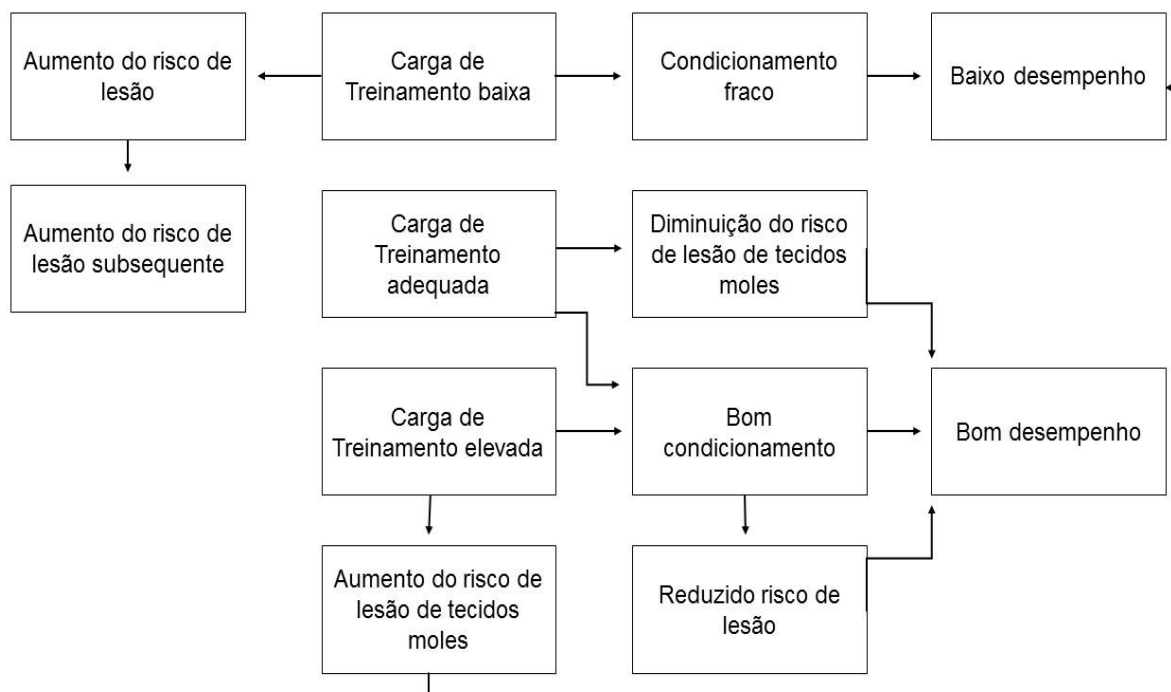 Aumento do risco de
lesão
Carga de
Treinamento baixa
Condicionamento
fraco
Baixo desempenho
Aumento do risco de
lesão subsequente
Carga de
Treinamento
adequada
Diminuição do risco
de lesão de tecidos
moles
Carga de
Treinamento elevada
Bom
condicionamento
Bom desempenho
Aumento do risco de
lesão de tecidos
moles
Reduzido risco de
lesão